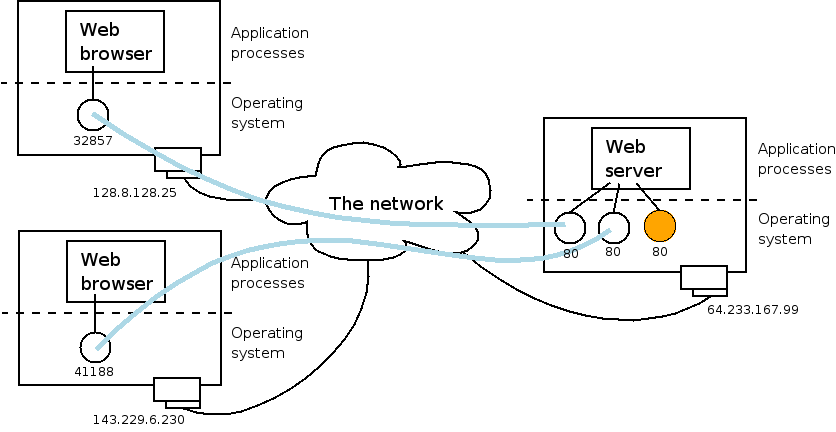 Web
browser
Application
processes
Operating
system
32857
128.8.128.25
The network
Web
browser
Application
processes
Operating
system
41188
143.229.6.230
Web
server
Application
processes
Operating
system
80
80
80
64.233.167.99